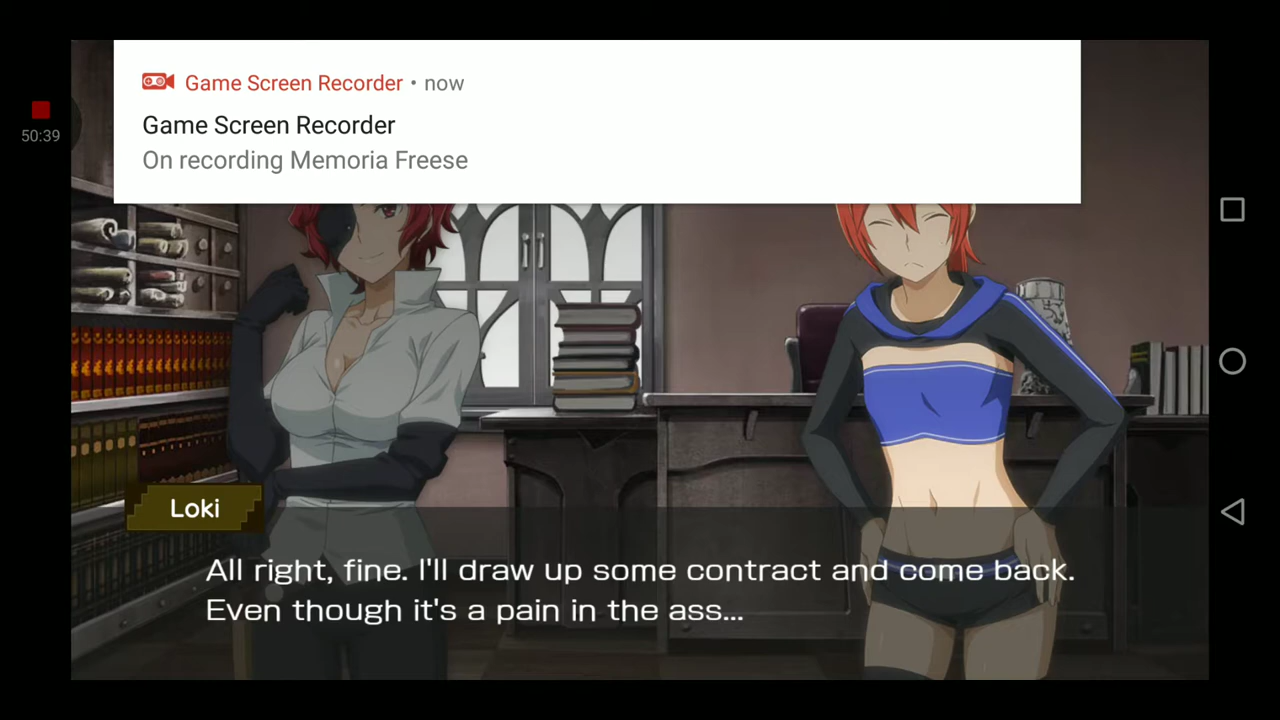 Game Screen Recorder • now
Game Screen Recorder
On recording Memoria Freese
50:39
Loki
All right, fine. I'll draw up some contract and come back.
Even though it's a pain in the ass...